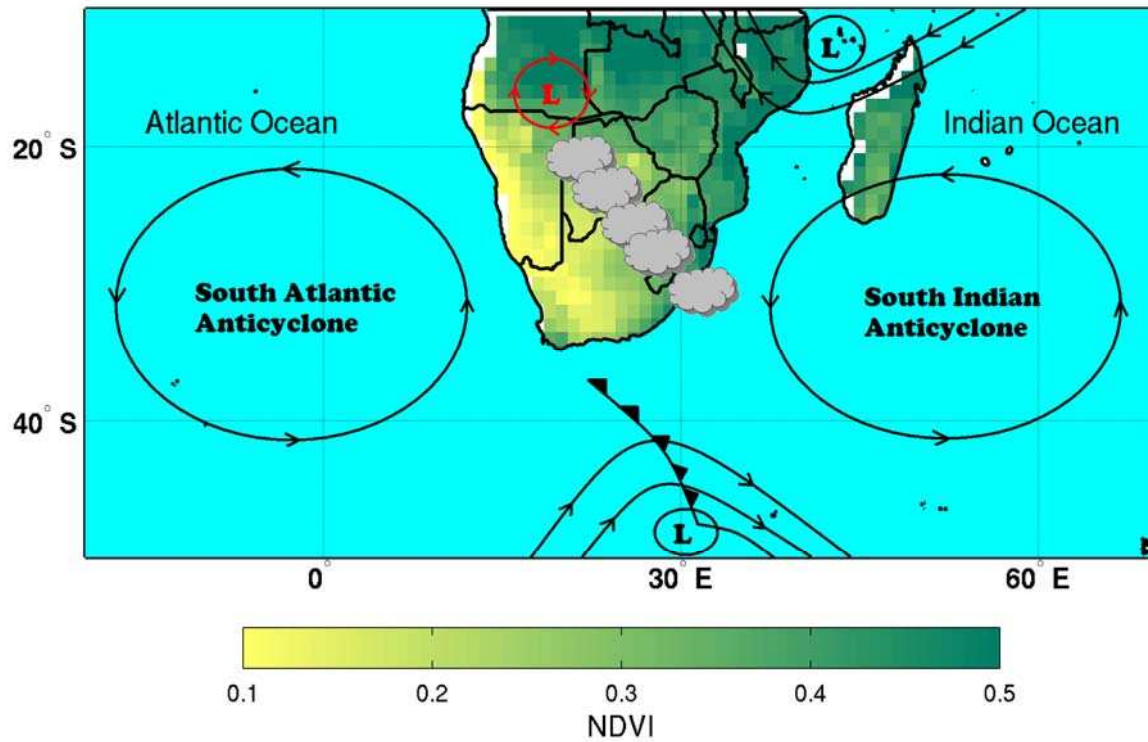 L
L
Atlantic Ocean
Indian Ocean
20° S
South Atlantic
Anticyclone
South Indian
Anticyclone
40° S
L
0°
30° E
60° E
0.1
0.2
0.3
0.4
0.5
NDVI